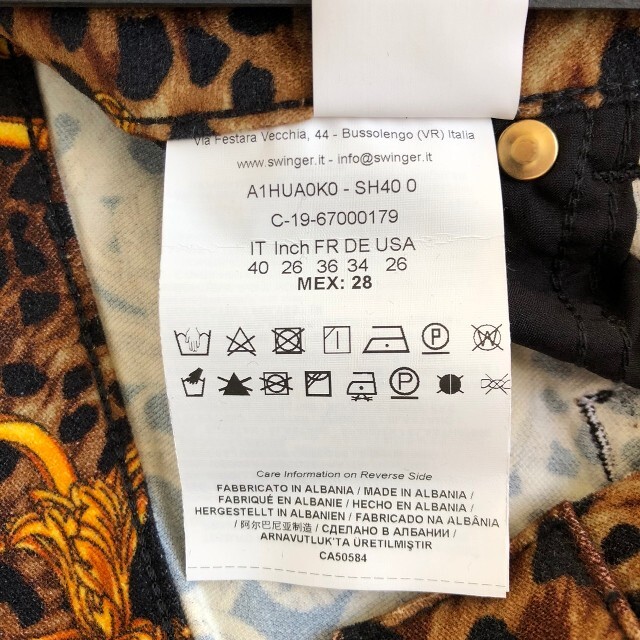 Via Festara Vecchia, 44 - Bussolengo (VR) Italia
www.swinger.it - info@swinger.it
A1HUA0K0 - SH40 0
C-19-67000179
IT Inch FR DE USA
40 26 36 34 26
MEX: 28
P W
P
Care Information on Reverse Side
FABBRICATO IN ALBANIA / MADE IN ALBANIA /
FABRIQUÉ EN ALBANIE / HECHO EN ALBANIA /
HERGESTELLT IN ALBANIEN / FABRICADO NA ALBÂNIA
/ 阿尔巴尼亚制造 / СДЕЛАНО В АЛБАНИИ /
ARNAVUTLUK'TA ÜRETILMIŞTIR
CA50584